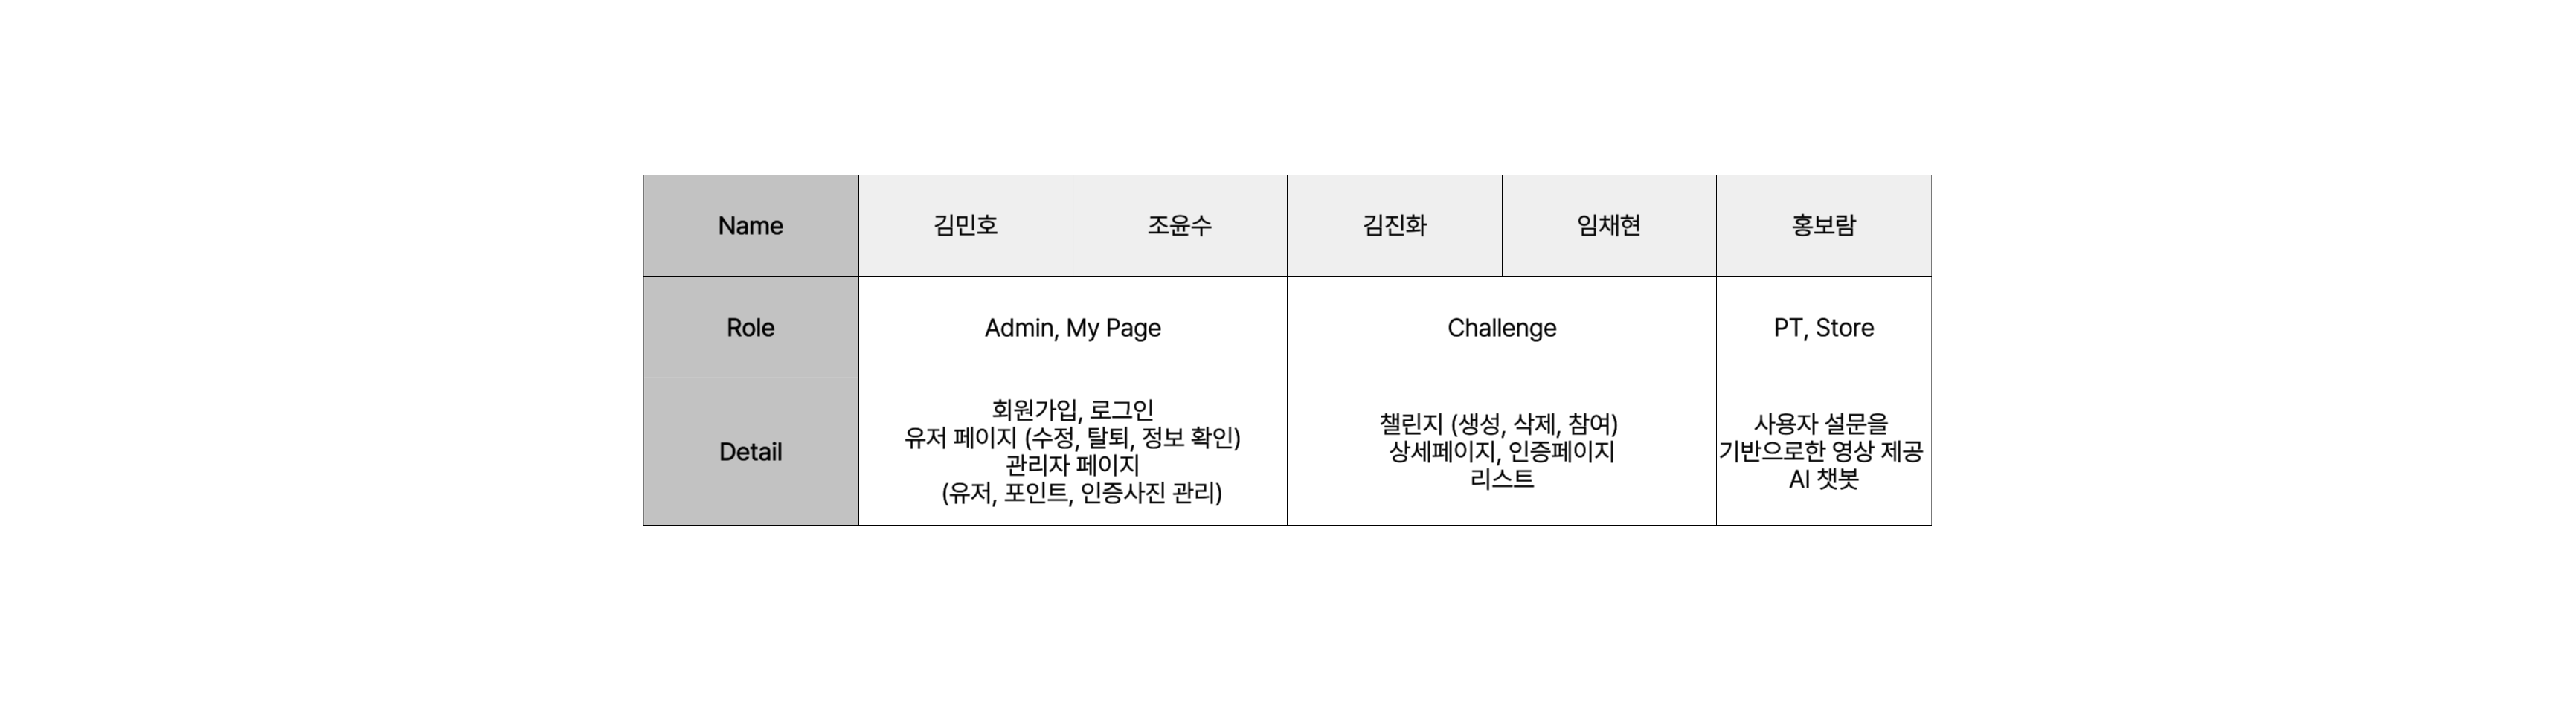 Name
김민호
조윤수
김진화
임채현
홍보람
Role
Admin, My Page
Challenge
PT, Store
Detail
회원가입, 로그인
유저 페이지 (수정, 탈퇴, 정보 확인)
관리자 페이지
(유저, 포인트, 인증사진 관리)
챌린지 (생성, 삭제, 참여)
상세페이지, 인증페이지
리스트
사용자 설문을
기반으로한 영상 제공
AI 챗봇